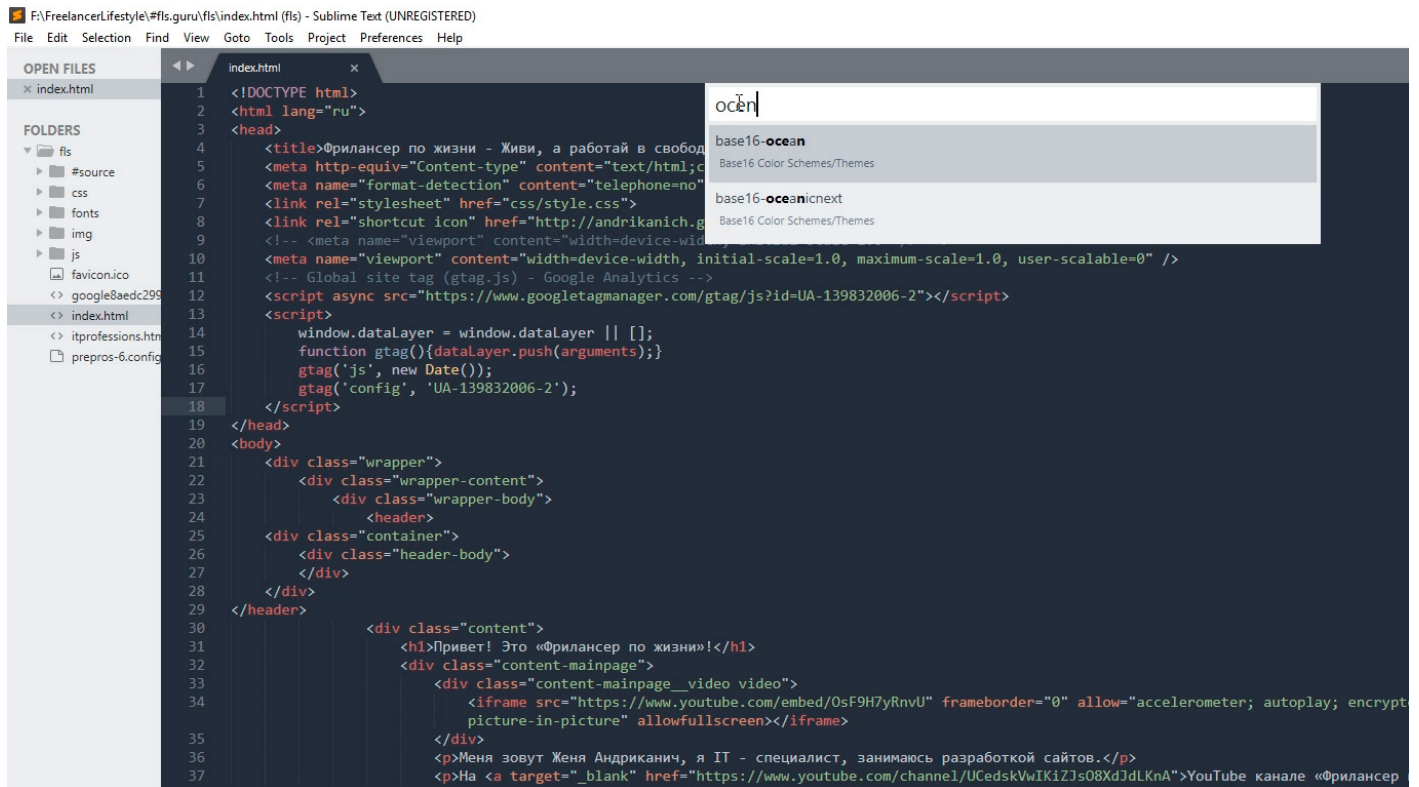 F:\FreelancerLifestyle\#fls.guru\fls\index.html (fls) - Sublime Text (UNREGISTERED)
File Edit Selection Find View Goto Tools Project Preferences Help
OPEN FILES
× index.html
FOLDERS
fls
#source
css
fonts
img
js
favicon.ico
<> google8aedc299
<> index.html
<> itprofessions.htm
prepros-6.config
index.html ×
ocen
base16-ocean
Base16 Color Schemes/Themes
base16-oceanicnext
Base16 Color Schemes/Themes
1 <!DOCTYPE html>
2 <html lang="ru">
3 <head>
4 <title>Фрилансер по жизни - Живи, а работай в свобод
5 <meta http-equiv="Content-type" content="text/html;c
6 <meta name="format-detection" content="telephone=no"
7 <link rel="stylesheet" href="css/style.css">
8 <link rel="shortcut icon" href="http://andrikanich.g
9 <!-- <meta name="viewport" content="width=device-wid
10 <meta name="viewport" content="width=device-width, initial-scale=1.0, maximum-scale=1.0, user-scalable=0" />
11 <!-- Global site tag (gtag.js) - Google Analytics -->
12 <script async src="https://www.googletagmanager.com/gtag/js?id=UA-139832006-2"></script>
13 <script>
14 window.dataLayer = window.dataLayer || [];
15 function gtag(){dataLayer.push(arguments);}
16 gtag('js', new Date());
17 gtag('config', 'UA-139832006-2');
18 </script>
19 </head>
20 <body>
21 <div class="wrapper">
22 <div class="wrapper-content">
23 <div class="wrapper-body">
24 <header>
25 <div class="container">
26 <div class="header-body">
27 </div>
28 </div>
29 </header>
30 <div class="content">
31 <h1>Привет! Это «Фрилансер по жизни»!</h1>
32 <div class="content-mainpage">
33 <div class="content-mainpage__video video">
34 <iframe src="https://www.youtube.com/embed/OsF9H7yRnvU" frameborder="0" allow="accelerometer; autoplay; encrypt
picture-in-picture" allowfullscreen></iframe>
35 </div>
36 <p>Меня зовут Женя Андриканич, я IT - специалист, занимаюсь разработкой сайтов.</p>
37 <p>На <a target="_blank" href="https://www.youtube.com/channel/UCedskVwIKiZJsO8XdJdLKnA">YouTube канале «Фрилансер